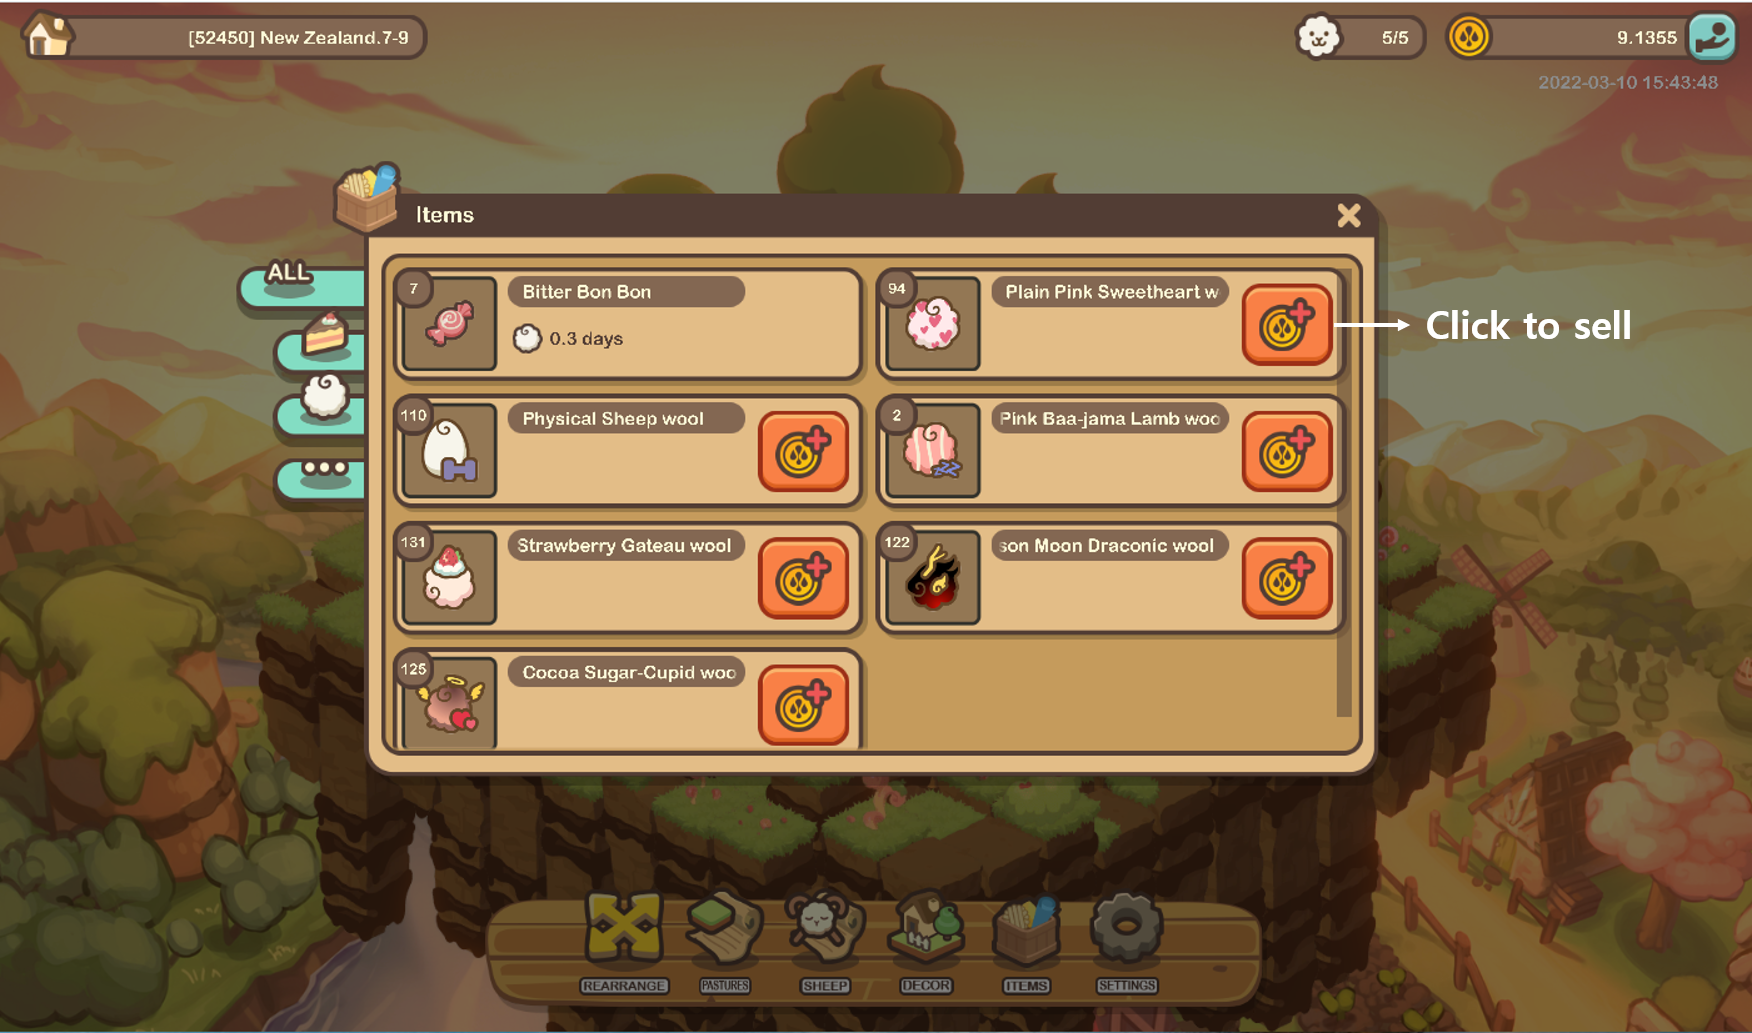 [52450] New Zealand.7-9
5/5
9.1355
2022-03-10 15:43:48
Items
ALL
7
Bitter Bon Bon
0.3 days
94
Plain Pink Sweetheart w
Click to sell
110
Physical Sheep wool
2
Pink Baa-jama Lamb woo
131
Strawberry Gateau wool
122
son Moon Draconic wool
125
Cocoa Sugar-Cupid woo
REARRANGE
PASTURES
SHEEP
DECOR
ITEMS
SETTINGS